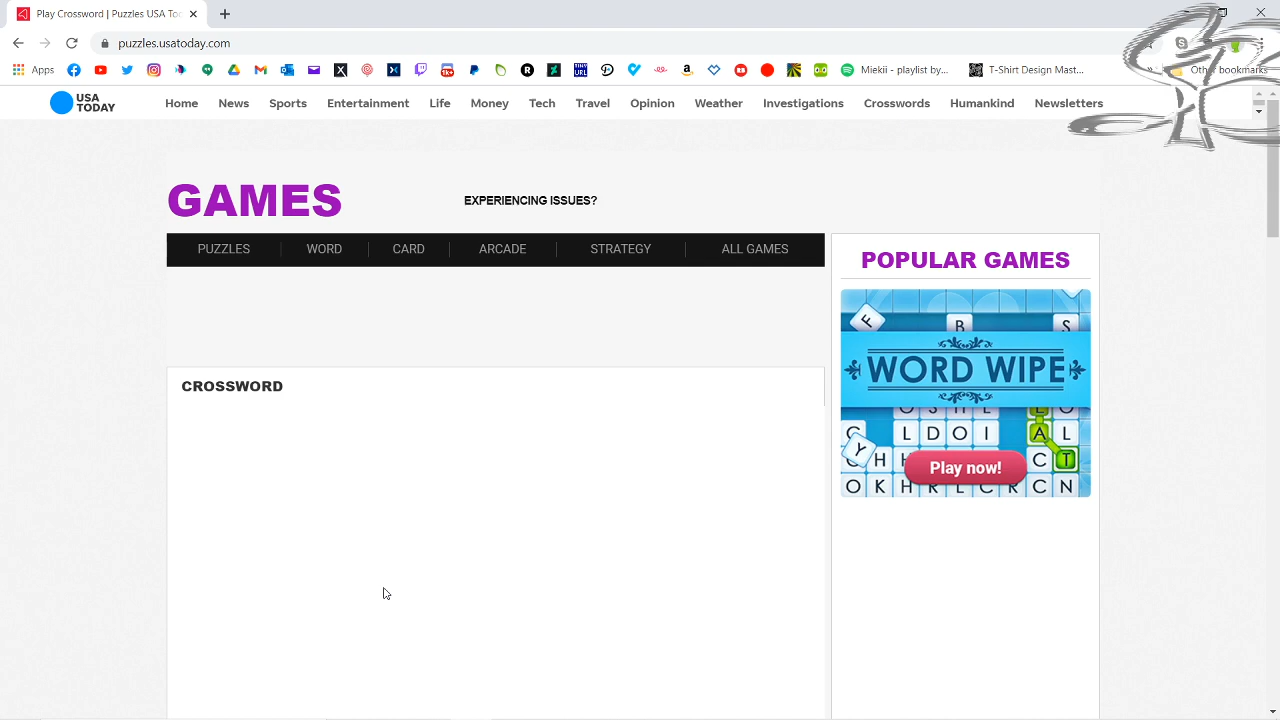 Play Crossword | Puzzles USA To
puzzles.usatoday.com
Apps
Miekii - playlist by...
T-Shirt Design Mast...
»
Other bookmarks
USA TODAY
Home News Sports Entertainment Life Money Tech Travel Opinion Weather Investigations Crosswords Humankind Newsletters
GAMES
EXPERIENCING ISSUES?
PUZZLES WORD CARD ARCADE STRATEGY ALL GAMES
POPULAR GAMES
F B S
WORD WIPE
L D O I A L
Y H C T
Play now!
O K H R L C R C N
CROSSWORD